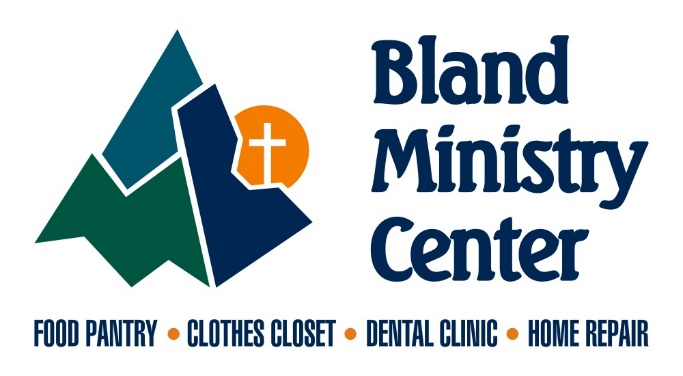 Bland
Ministry
Center
FOOD PANTRY • CLOTHES CLOSET • DENTAL CLINIC • HOME REPAIR